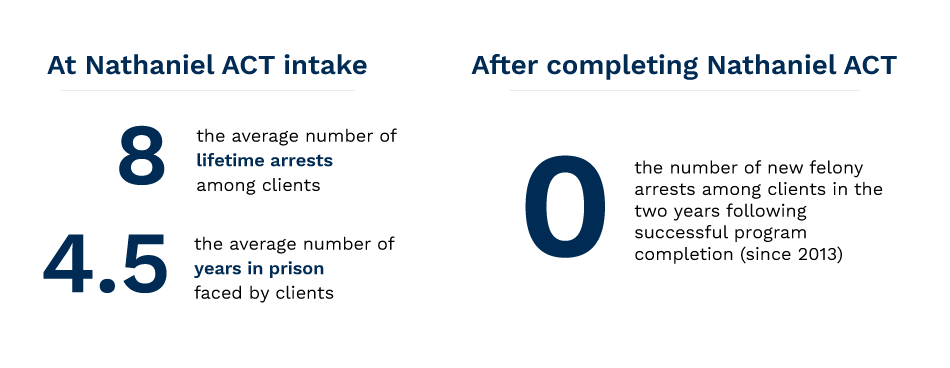 At Nathaniel ACT intake
8
the average number of
lifetime arrests
among clients
4.5
the average number of
years in prison
faced by clients
After completing Nathaniel ACT
0
the number of new felony
arrests among clients in the
two years following
successful program
completion (since 2013)